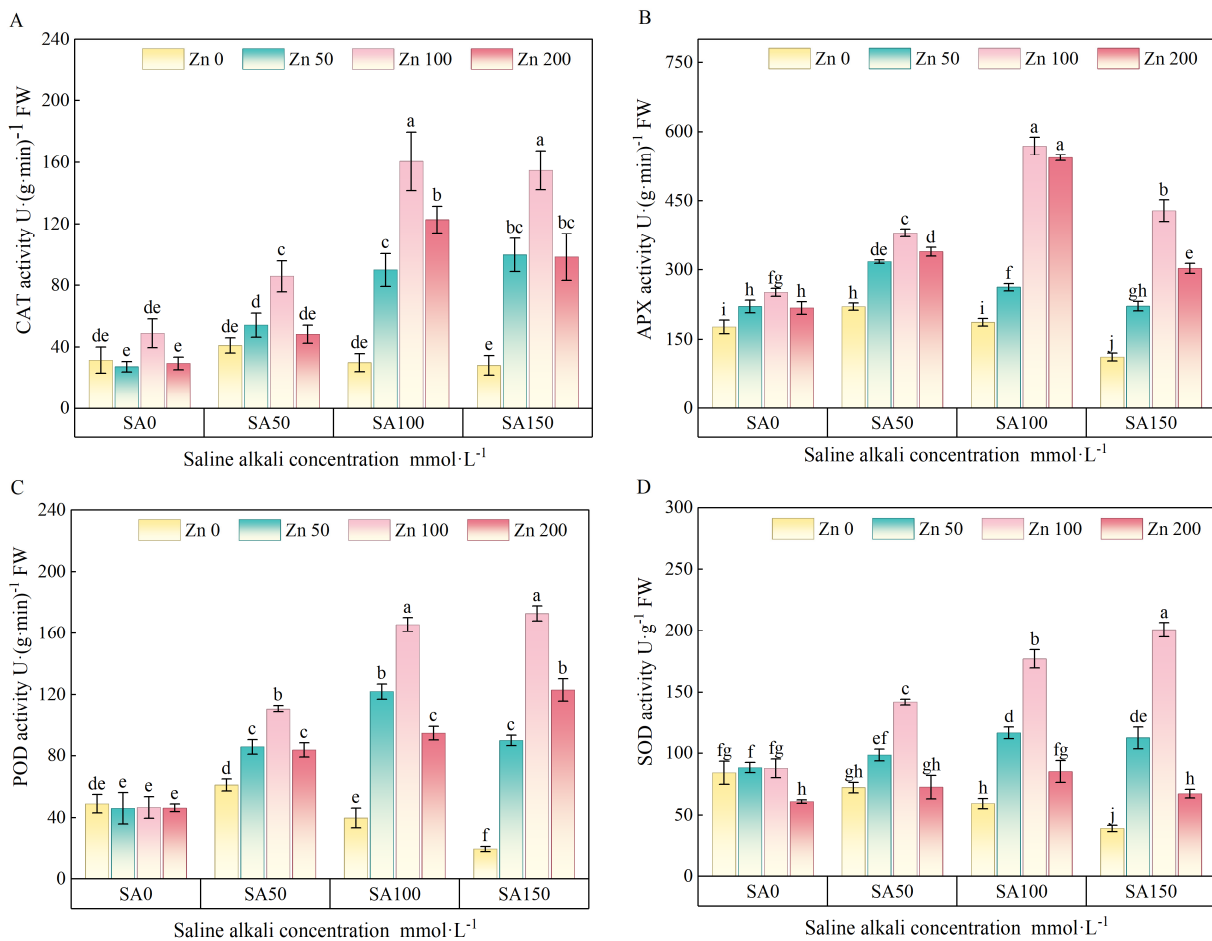 A
CAT activity U·(g·min)⁻¹ FW
240
200
160
120
80
40
0
Zn 0 Zn 50 Zn 100 Zn 200
de e de e
de d c de
de c a b
e bc a bc
SA0 SA50 SA100 SA150
Saline alkali concentration mmol·L⁻¹
B
APX activity U·(g·min)⁻¹ FW
750
600
450
300
150
0
Zn 0 Zn 50 Zn 100 Zn 200
i h fg h
h de c d
i f a a
j gh b e
SA0 SA50 SA100 SA150
Saline alkali concentration mmol·L⁻¹
C
POD activity U·(g·min)⁻¹ FW
240
200
160
120
80
40
0
Zn 0 Zn 50 Zn 100 Zn 200
de e e e
d c b c
e b a c
f c a b
SA0 SA50 SA100 SA150
Saline alkali concentration mmol·L⁻¹
D
SOD activity U·g⁻¹ FW
300
250
200
150
100
50
0
Zn 0 Zn 50 Zn 100 Zn 200
fg f fg h
gh ef c gh
h d b fg
j de a h
SA0 SA50 SA100 SA150
Saline alkali concentration mmol·L⁻¹